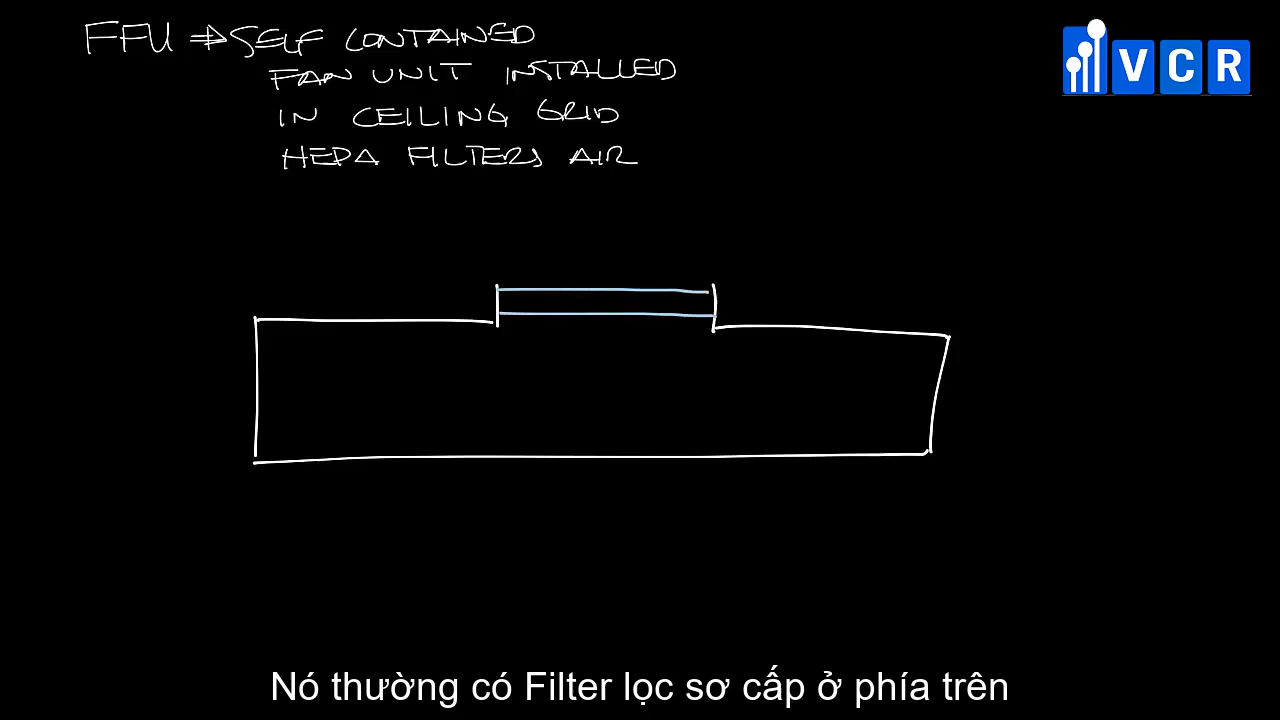 FFU ⇒ SELF CONTAINED
FAN UNIT INSTALLED
IN CEILING GRID
HEPA FILTERS AIR
VCR
Nó thường có Filter lọc sơ cấp ở phía trên